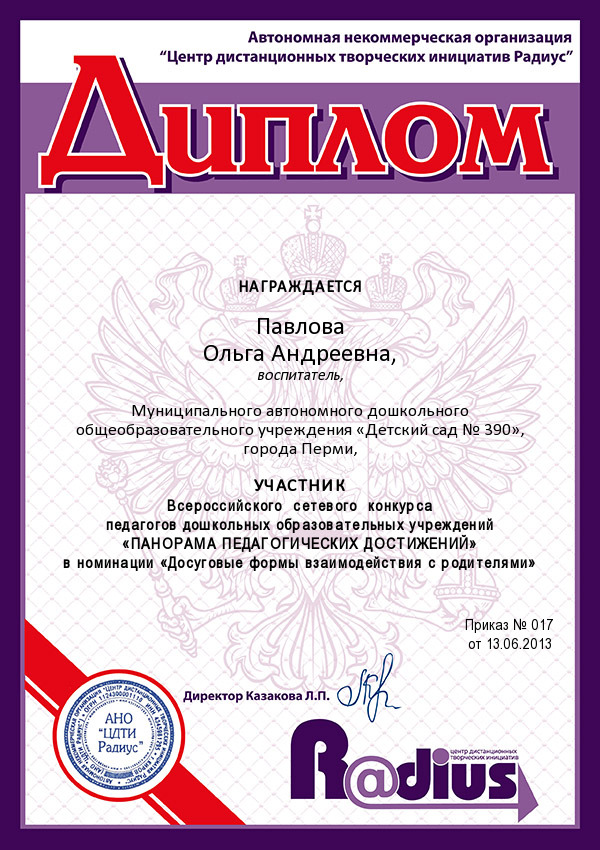 Автономная некоммерческая организация
“Центр дистанционных творческих инициатив Радиус”
Диплом
НАГРАЖДАЕТСЯ
Павлова
Ольга Андреевна,
воспитатель,
Муниципального автономного дошкольного
общеобразовательного учреждения «Детский сад № 390»,
города Перми,
УЧАСТНИК
Всероссийского сетевого конкурса
педагогов дошкольных образовательных учреждений
«ПАНОРАМА ПЕДАГОГИЧЕСКИХ ДОСТИЖЕНИЙ»
в номинации «Досуговые формы взаимодействия с родителями»
Приказ № 017
от 13.06.2013
Директор Казакова Л.П.
АНО
“ЦДТИ
Радиус”
R@dius
центр дистанционных
творческих инициатив